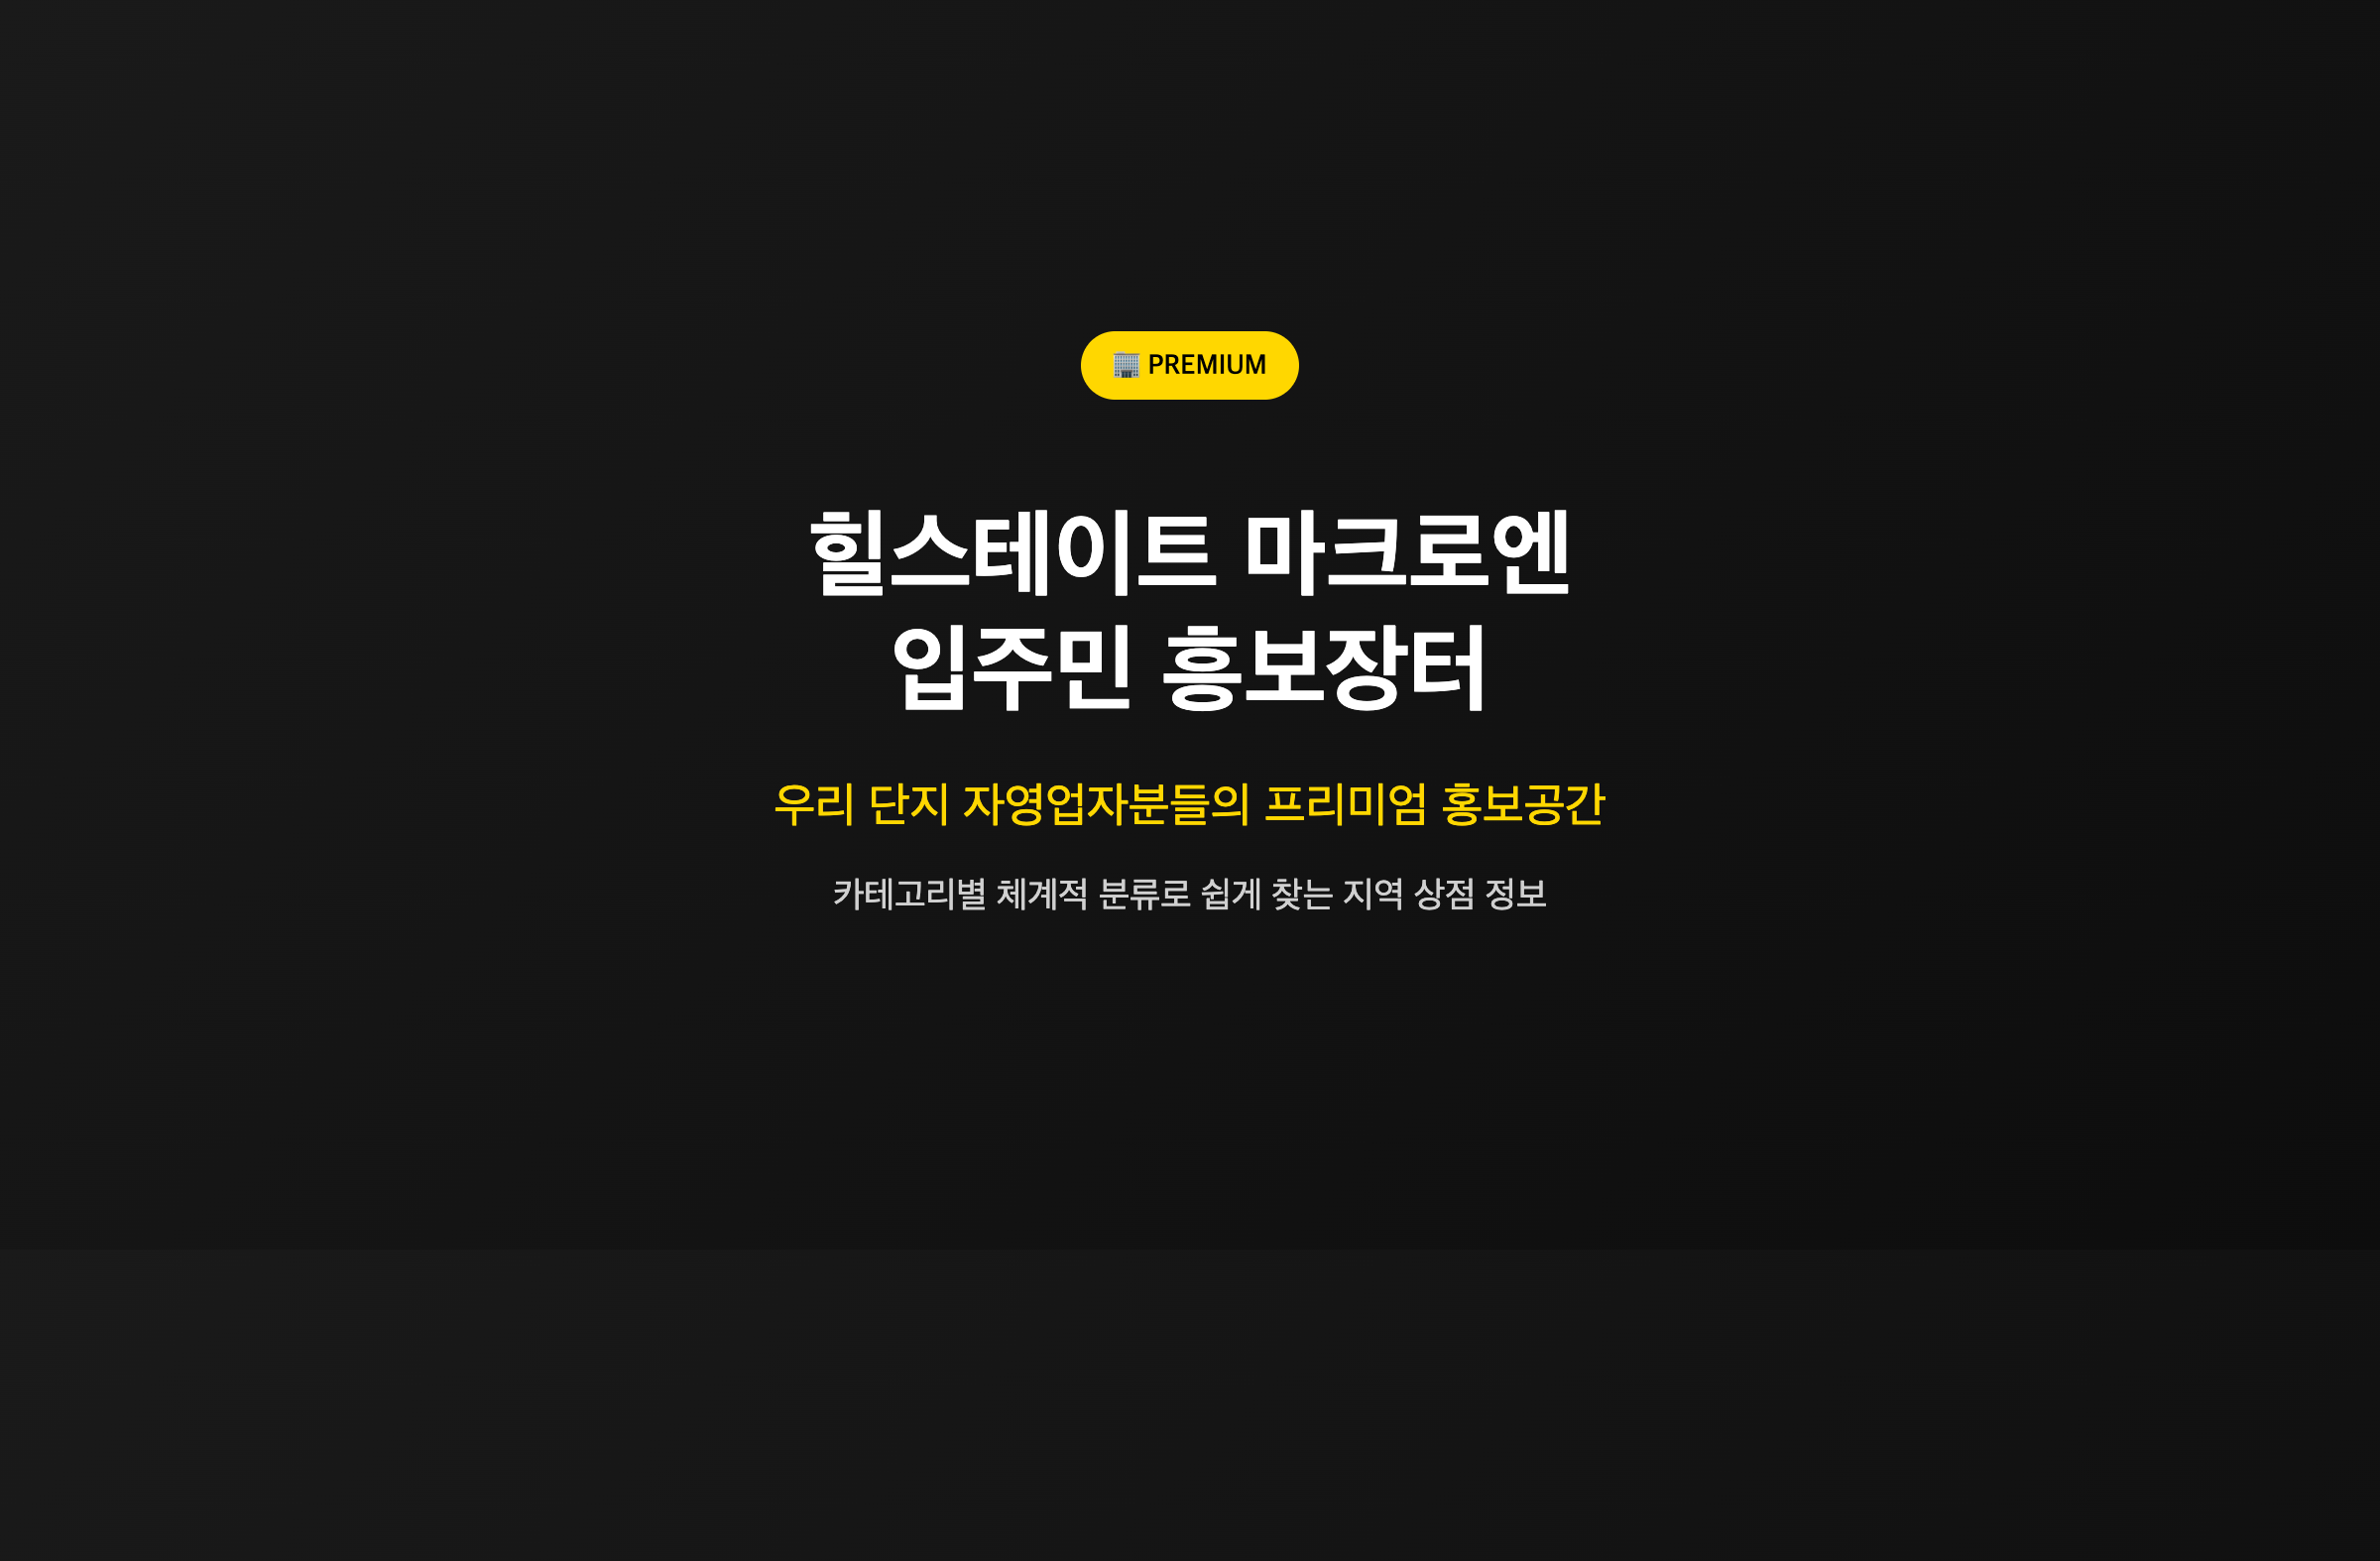 🏢 PREMIUM
힐스테이트 마크로엔
입주민 홍보장터
우리 단지 자영업자분들의 프리미엄 홍보공간
카테고리별 체계적 분류로 쉽게 찾는 지역 상점 정보